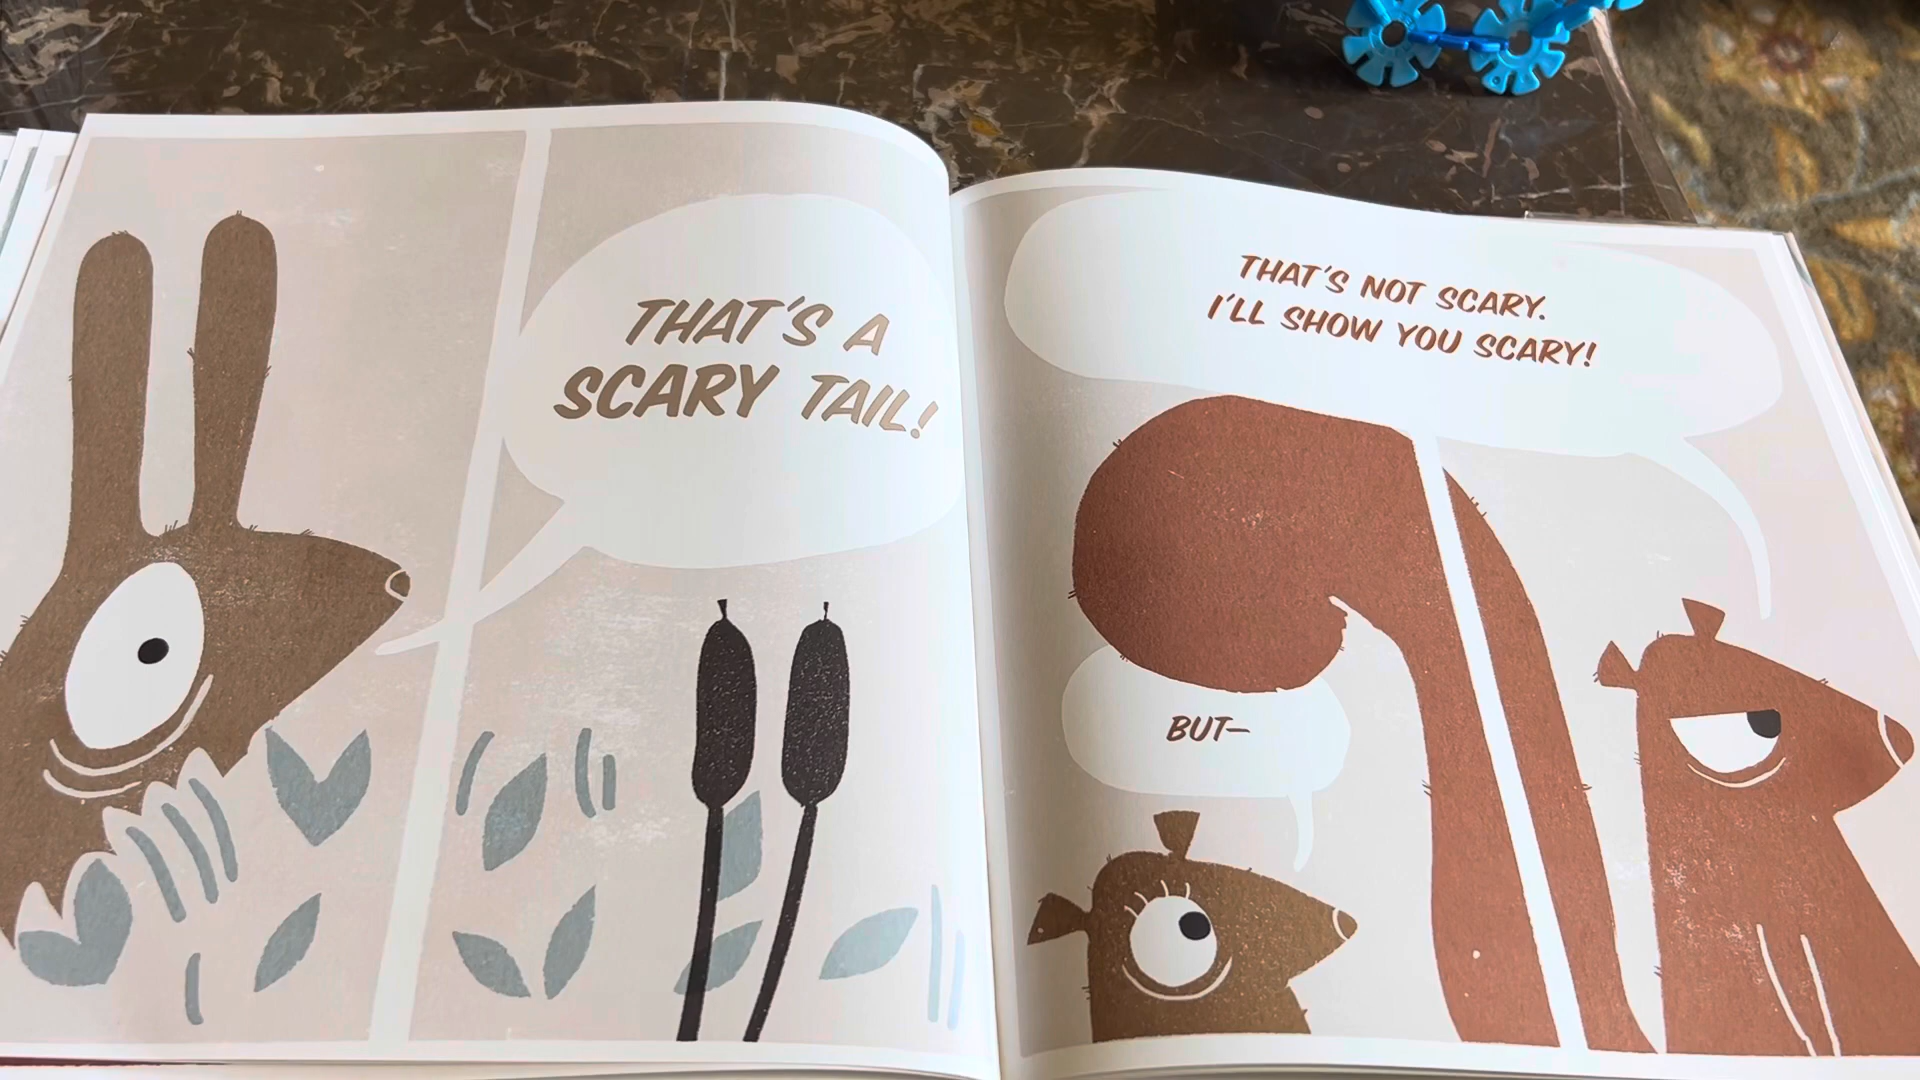 THAT'S A
SCARY TAIL!
THAT'S NOT SCARY.
I'LL SHOW YOU SCARY!
BUT—